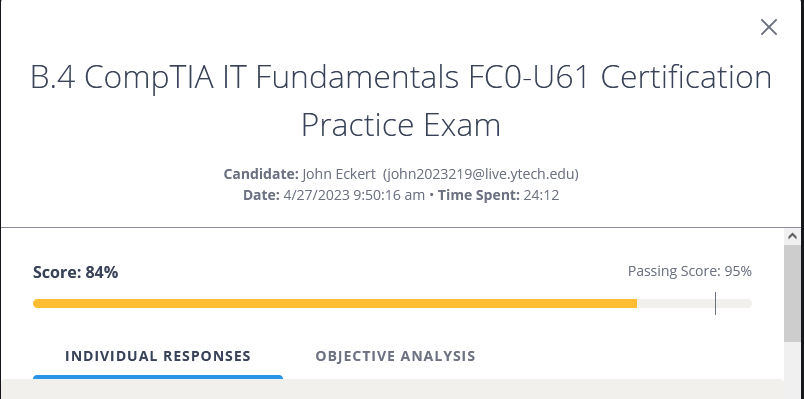 B.4 CompTIA IT Fundamentals FC0-U61 Certification
Practice Exam
Candidate: John Eckert (john2023219@live.ytech.edu)
Date: 4/27/2023 9:50:16 am • Time Spent: 24:12
Score: 84%
Passing Score: 95%
INDIVIDUAL RESPONSES
OBJECTIVE ANALYSIS